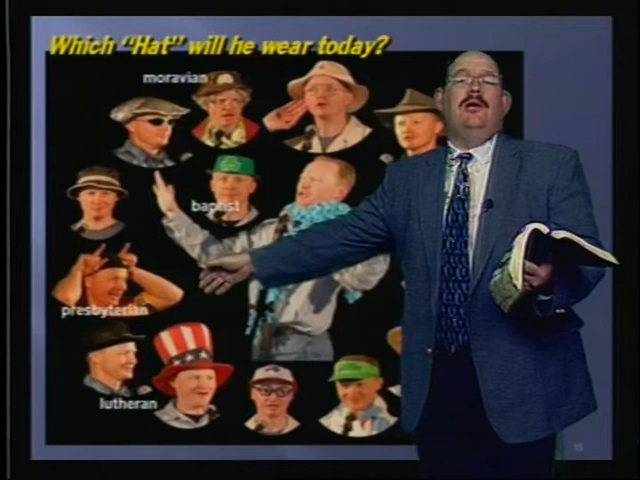 Which "Hat" will he wear today?
moravian
baptist
presbyterian
lutheran